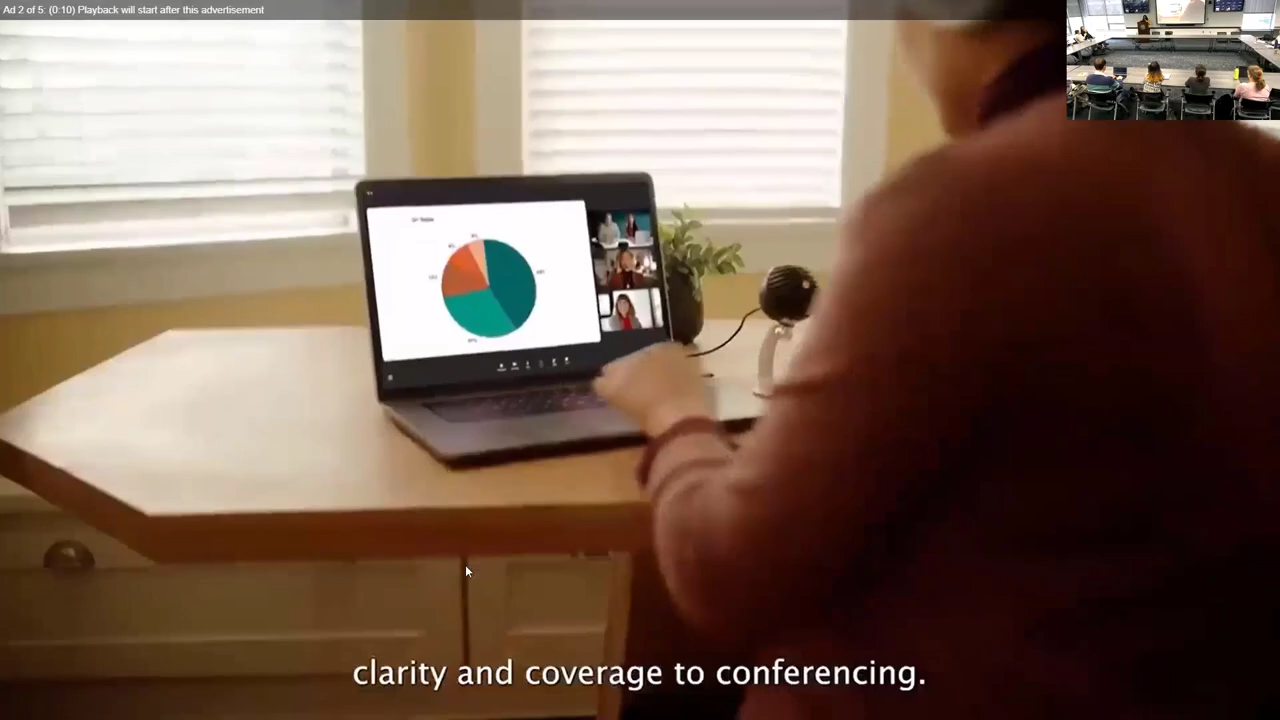 Ad 2 of 5: (0:10) Playback will start after this advertisement
clarity and coverage to conferencing.